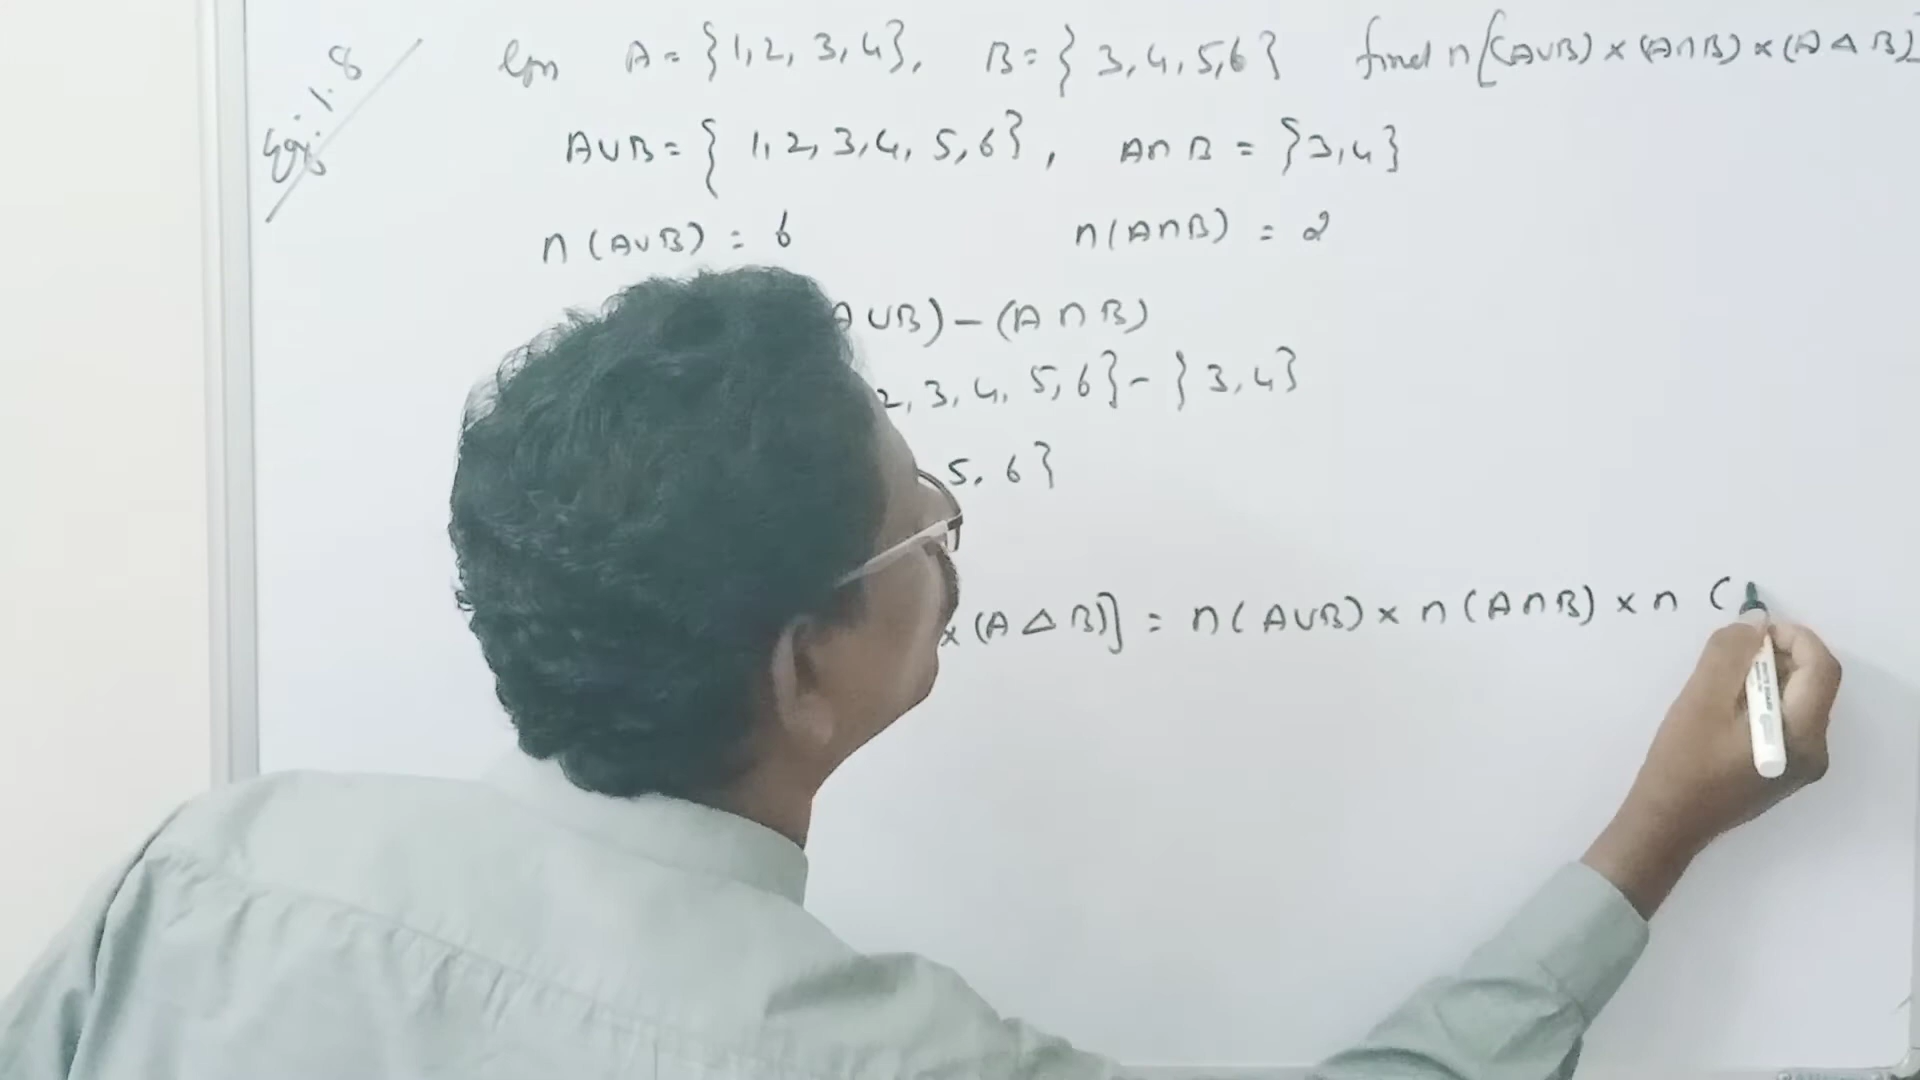 Eg: 1.8
A = {1, 2, 3, 4}, B = {3, 4, 5, 6} find n[(A∪B) × (A∩B) × (A Δ B)]
A∪B = {1, 2, 3, 4, 5, 6}, A∩B = {3, 4}
n(A∪B) = 6 n(A∩B) = 2
A∪B) − (A∩B)
2, 3, 4, 5, 6} − {3, 4}
5, 6}
× (A Δ B)] = n(A∪B) × n(A∩B) × n (A